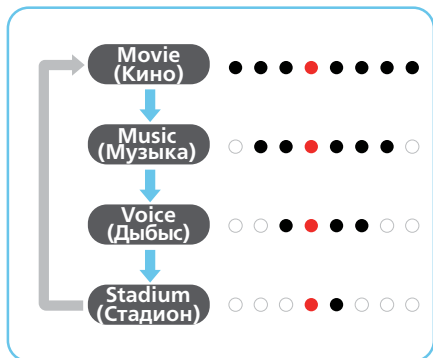 Movie
(Кино)
Music
(Музыка)
Voice
(Дыбыс)
Stadium
(Стадион)